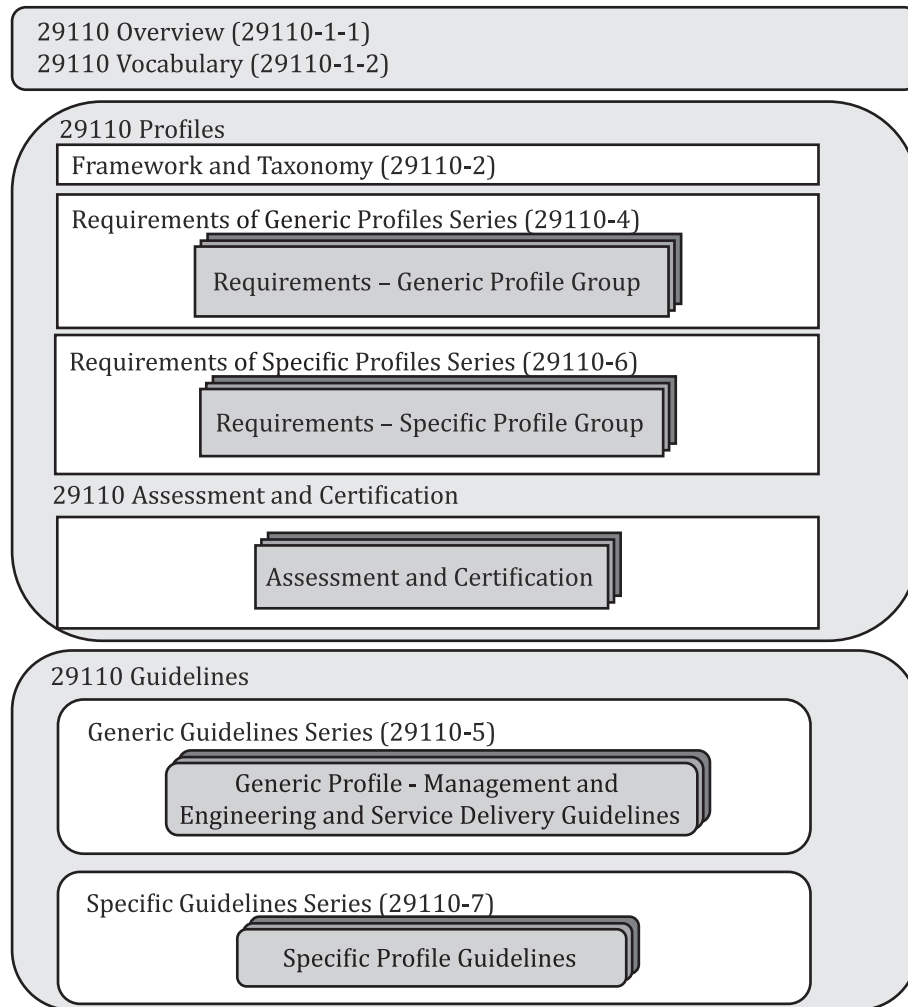 29110 Overview (29110-1-1)
29110 Vocabulary (29110-1-2)
29110 Profiles
Framework and Taxonomy (29110-2)
Requirements of Generic Profiles Series (29110-4)
Requirements – Generic Profile Group
Requirements of Specific Profiles Series (29110-6)
Requirements – Specific Profile Group
29110 Assessment and Certification
Assessment and Certification
29110 Guidelines
Generic Guidelines Series (29110-5)
Generic Profile - Management and
Engineering and Service Delivery Guidelines
Specific Guidelines Series (29110-7)
Specific Profile Guidelines